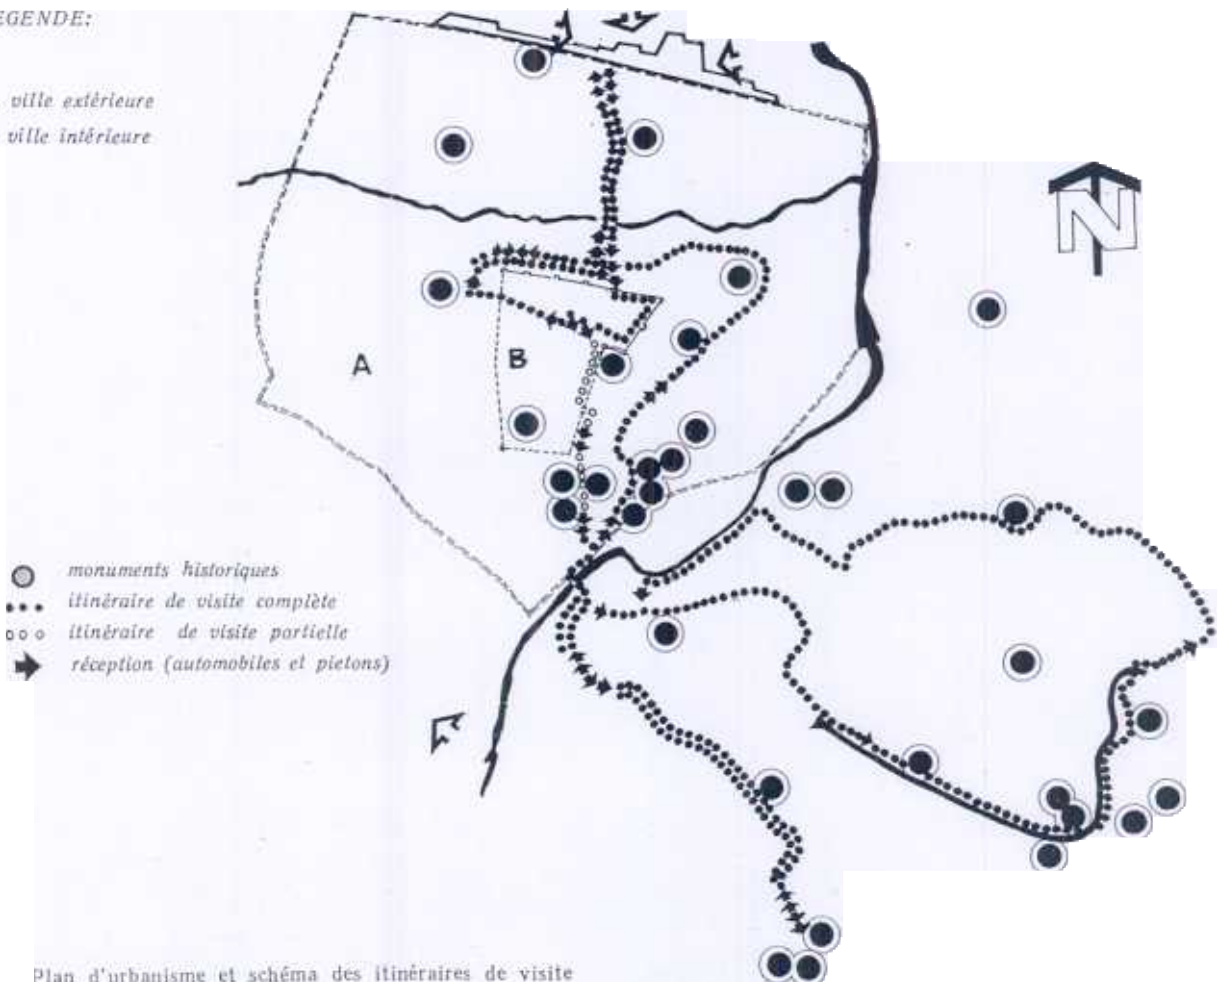 EGENDE:
ville extérieure
ville intérieure
N
A
B
monuments historiques
itinéraire de visite complète
itinéraire de visite partielle
réception (automobiles et pietons)
Plan d'urbanisme et schéma des itinéraires de visite